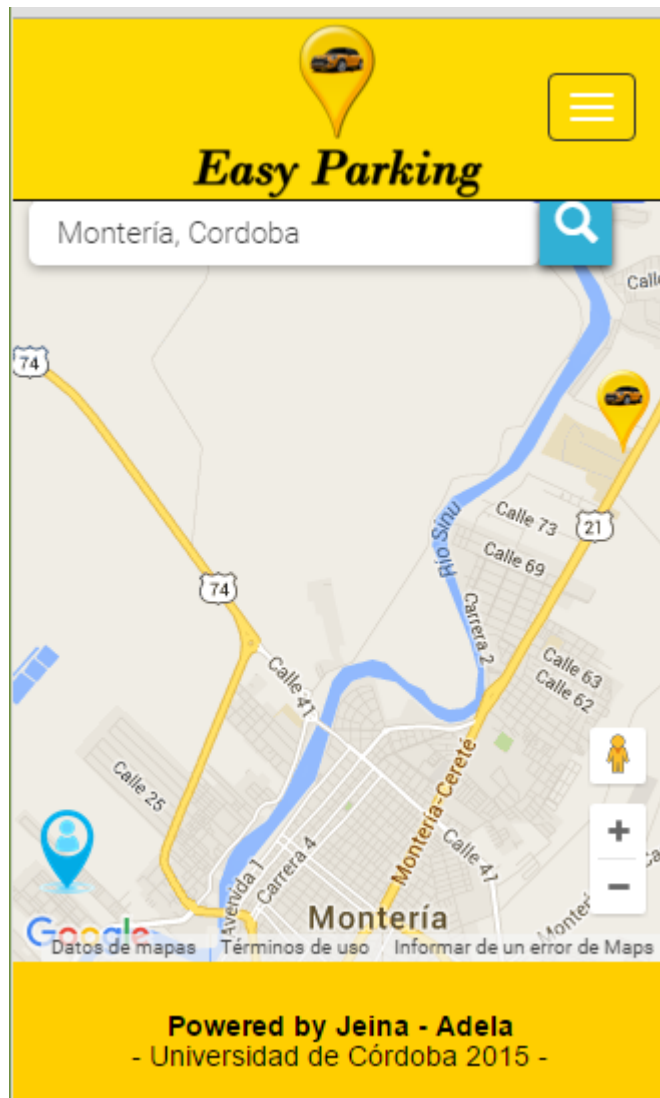 Easy Parking
Montería, Cordoba
Calle
74
Río Sinu
Calle 73
21
Calle 69
74
Carrera 2
Calle 63
Calle 62
Calle 41
Calle 25
Montería-Cereté
Calle 41
Avenida 1
Carrera 4
Montería
Google
Datos de mapas
Términos de uso
Informar de un error de Maps
Powered by Jeina - Adela
- Universidad de Córdoba 2015 -